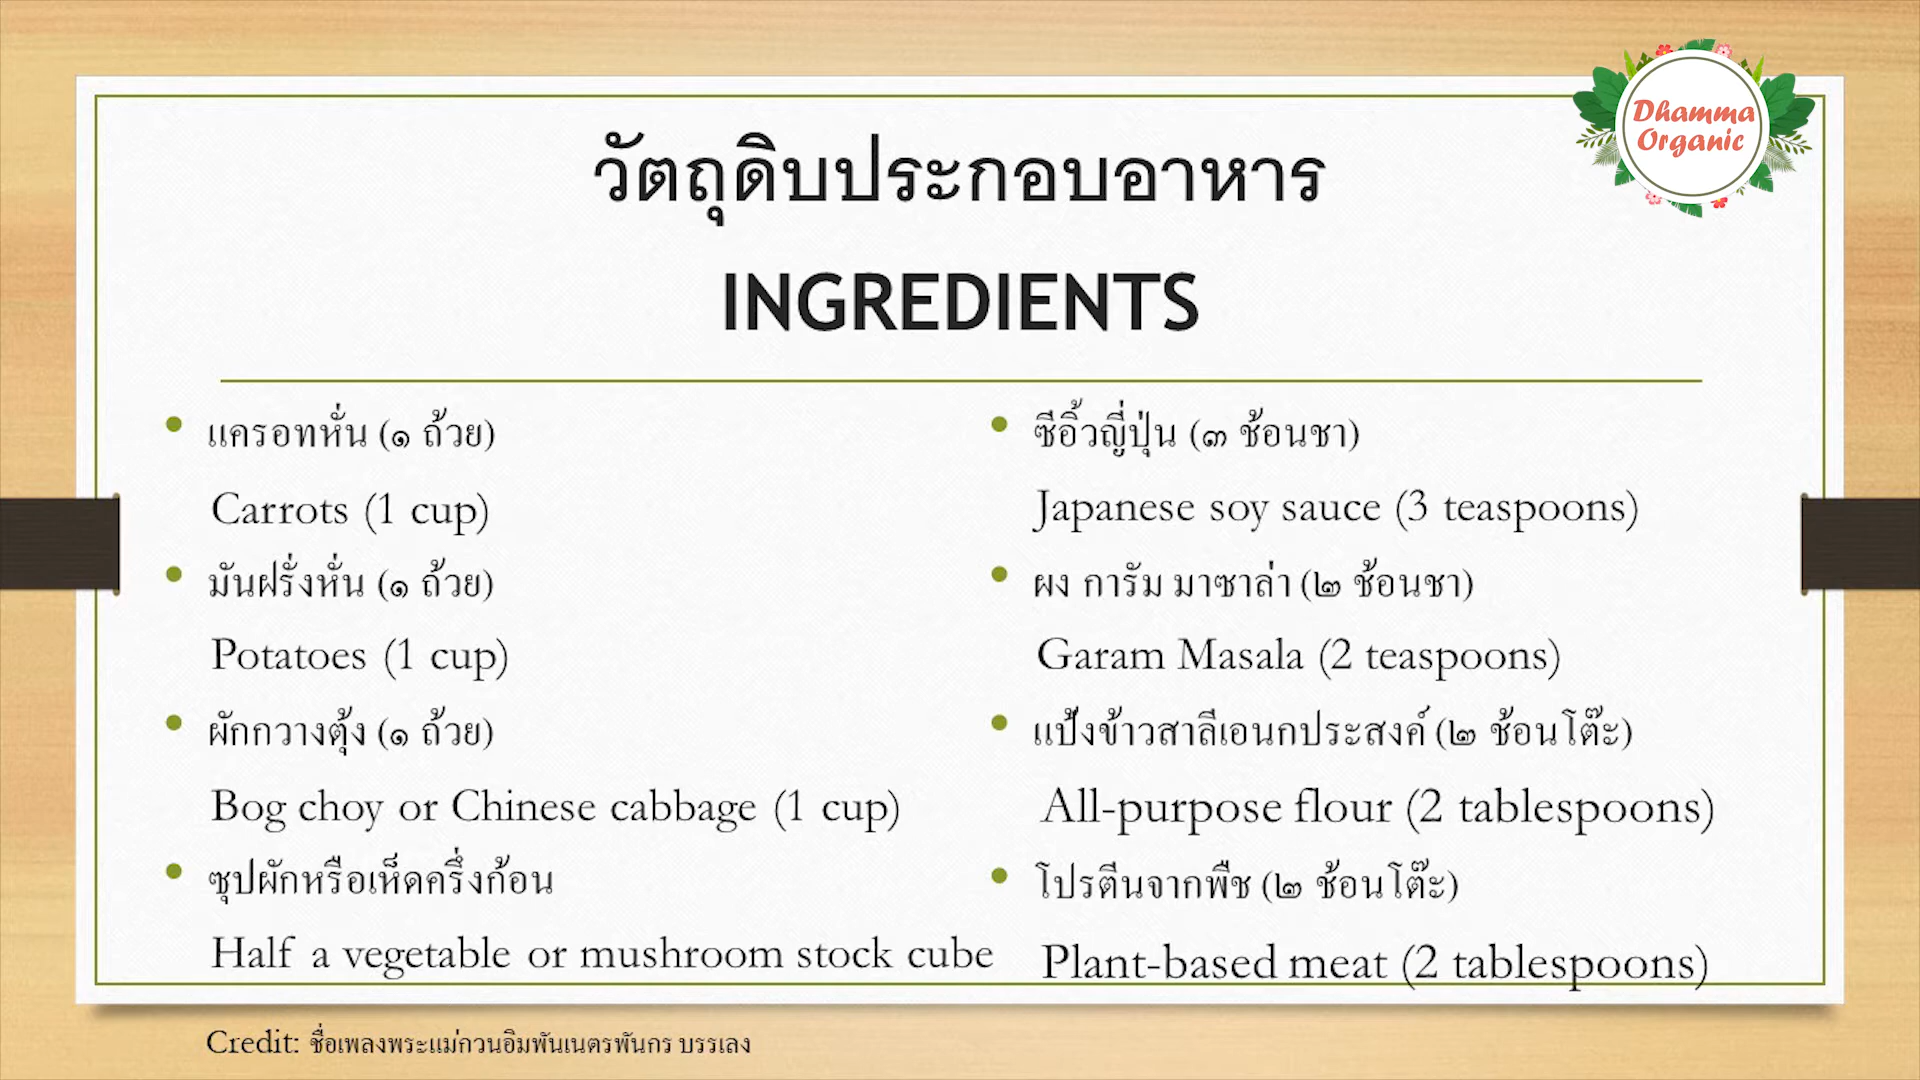 Dhamma
Organic
วัตถุดิบประกอบอาหาร
INGREDIENTS
แครอทหั่น (๑ ถ้วย)
Carrots (1 cup)
มันฝรั่งหั่น (๑ ถ้วย)
Potatoes (1 cup)
ผักกวางตุ้ง (๑ ถ้วย)
Bog choy or Chinese cabbage (1 cup)
ซุปผักหรือเห็ดครึ่งก้อน
Half a vegetable or mushroom stock cube
ซีอิ้วญี่ปุ่น (๓ ช้อนชา)
Japanese soy sauce (3 teaspoons)
ผง การัม มาซาล่า (๒ ช้อนชา)
Garam Masala (2 teaspoons)
แป้งข้าวสาลีเอนกประสงค์ (๒ ช้อนโต๊ะ)
All-purpose flour (2 tablespoons)
โปรตีนจากพืช (๒ ช้อนโต๊ะ)
Plant-based meat (2 tablespoons)
Credit: ชื่อเพลงพระแม่กวนอิมพันเนตรพันกร บรรเลง